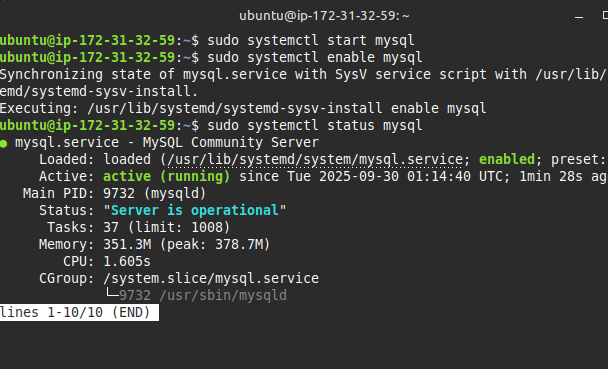 ubuntu@ip-172-31-32-59: ~
ubuntu@ip-172-31-32-59:~$ sudo systemctl start mysql
ubuntu@ip-172-31-32-59:~$ sudo systemctl enable mysql
Synchronizing state of mysql.service with SysV service script with /usr/lib/
emd/systemd-sysv-install.
Executing: /usr/lib/systemd/systemd-sysv-install enable mysql
ubuntu@ip-172-31-32-59:~$ sudo systemctl status mysql
● mysql.service - MySQL Community Server
Loaded: loaded (/usr/lib/systemd/system/mysql.service; enabled; preset:
Active: active (running) since Tue 2025-09-30 01:14:40 UTC; 1min 28s ag
Main PID: 9732 (mysqld)
Status: "Server is operational"
Tasks: 37 (limit: 1008)
Memory: 351.3M (peak: 378.7M)
CPU: 1.605s
CGroup: /system.slice/mysql.service
└─9732 /usr/sbin/mysqld
lines 1-10/10 (END)